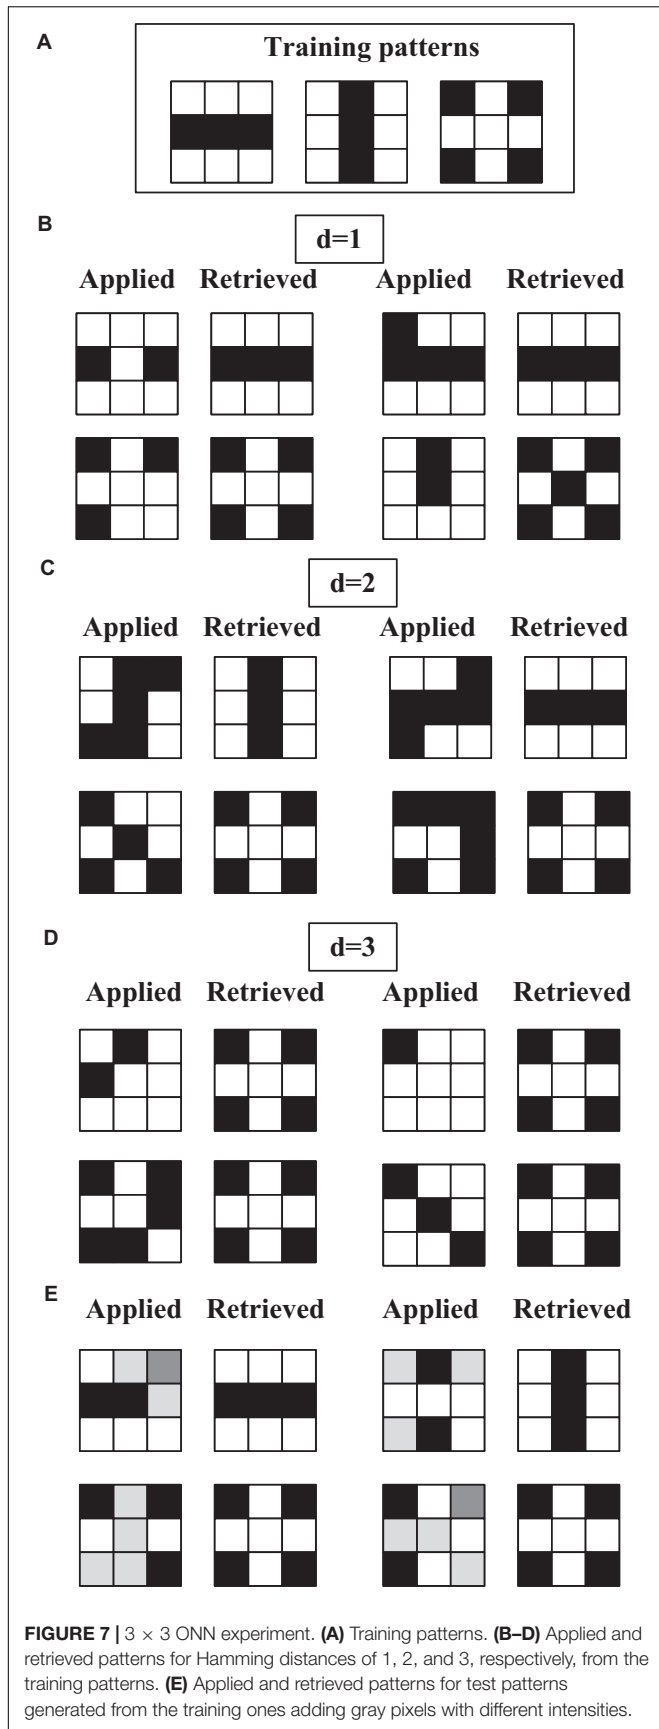 A
Training patterns
B
d=1
Applied Retrieved Applied Retrieved
C
d=2
Applied Retrieved Applied Retrieved
D
d=3
Applied Retrieved Applied Retrieved
E
Applied Retrieved Applied Retrieved
FIGURE 7 | 3 × 3 ONN experiment. (A) Training patterns. (B–D) Applied and
retrieved patterns for Hamming distances of 1, 2, and 3, respectively, from the
training patterns. (E) Applied and retrieved patterns for test patterns
generated from the training ones adding gray pixels with different intensities.